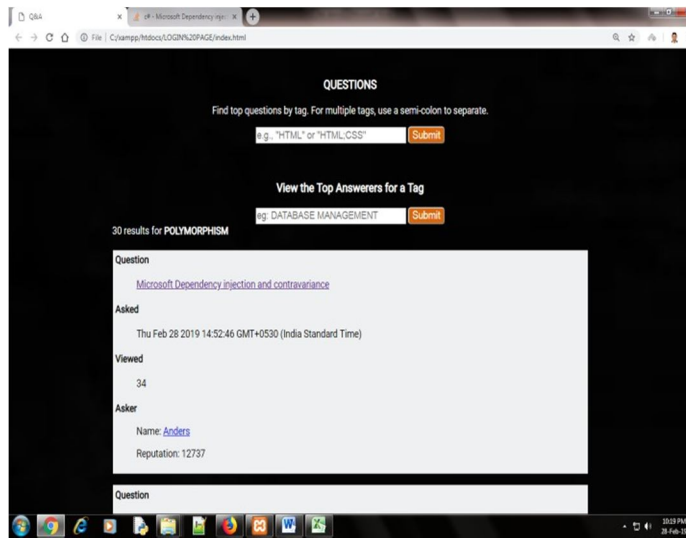 Q&A
c# - Microsoft Dependency injec
File | C:/xampp/htdocs/LOGIN%20PAGE/index.html
QUESTIONS
Find top questions by tag. For multiple tags, use a semi-colon to separate.
e.g., "HTML" or "HTML;CSS" Submit
View the Top Answerers for a Tag
eg: DATABASE MANAGEMENT Submit
30 results for POLYMORPHISM
Question
Microsoft Dependency injection and contravariance
Asked
Thu Feb 28 2019 14:52:46 GMT+0530 (India Standard Time)
Viewed
34
Asker
Name: Anders
Reputation: 12737
Question
10:19 PM
28-Feb-19